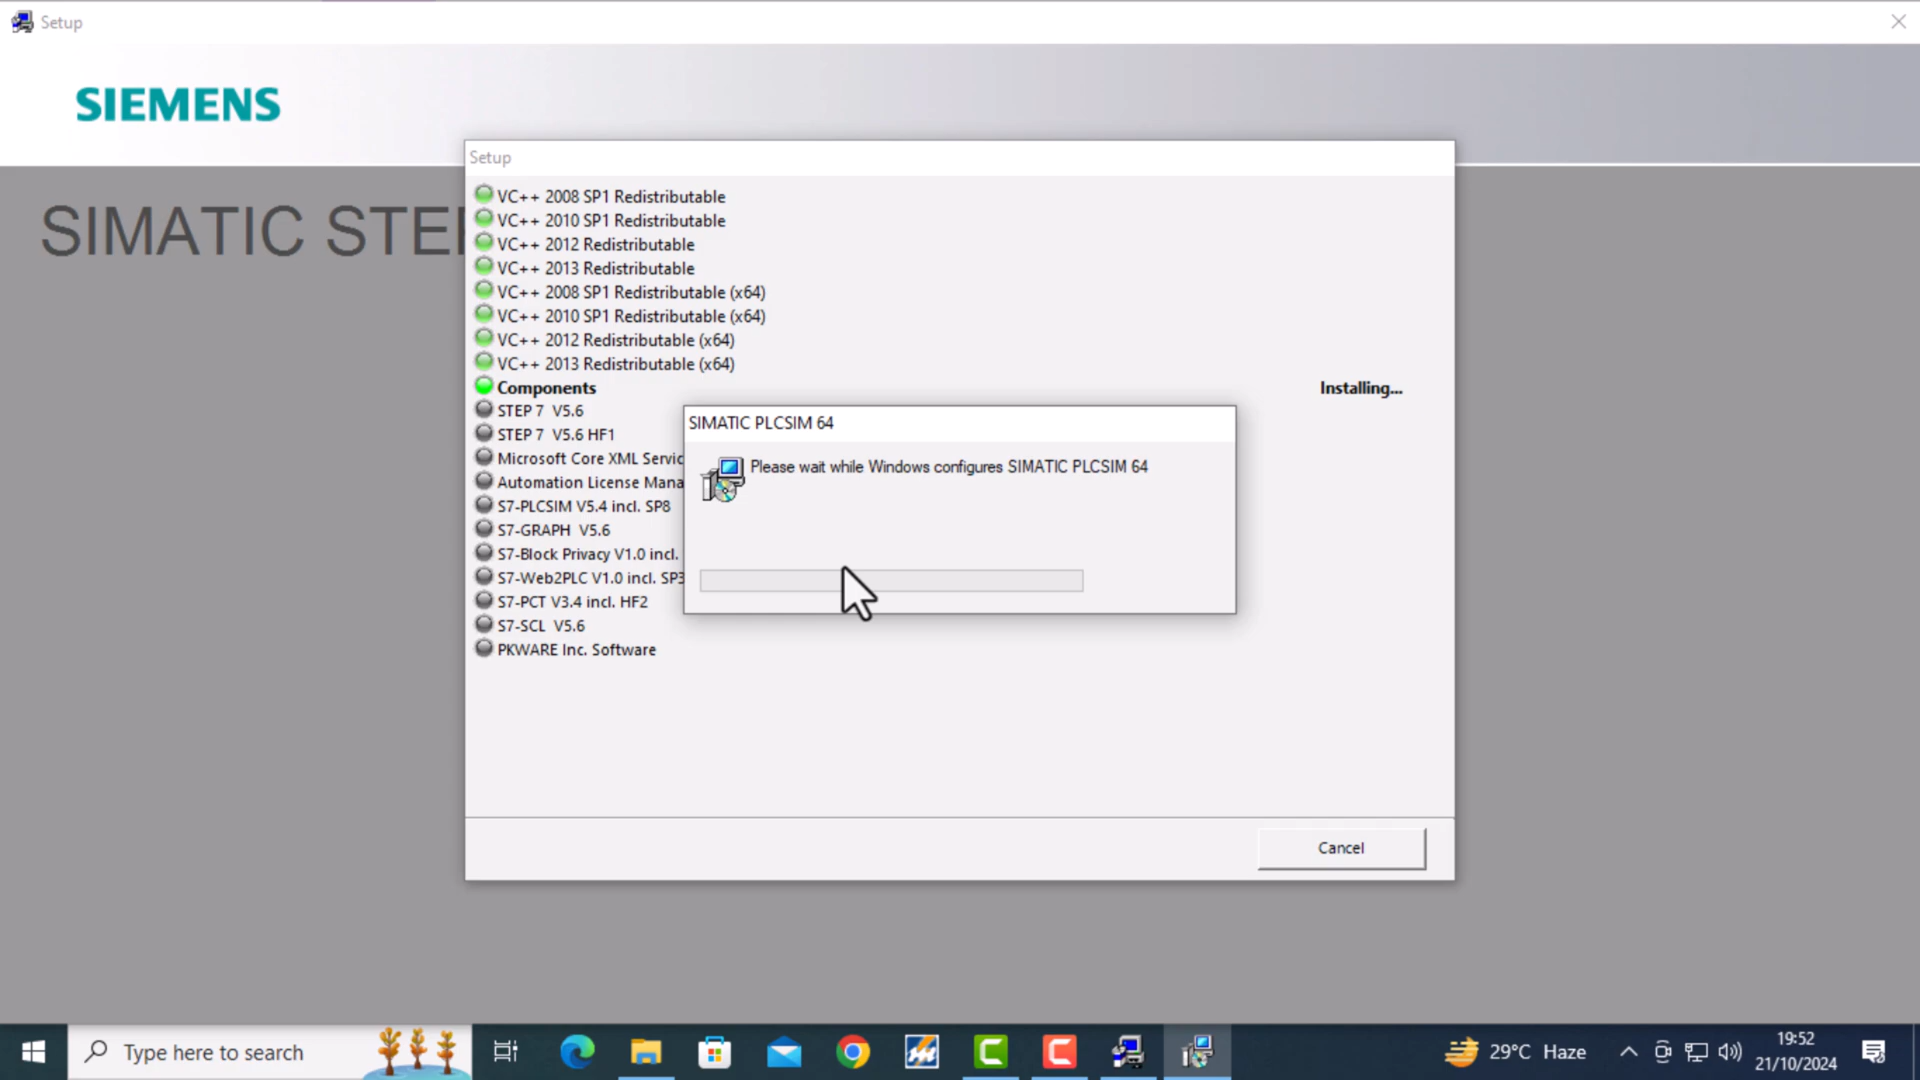 Setup
SIEMENS
SIMATIC STE
Setup
VC++ 2008 SP1 Redistributable
VC++ 2010 SP1 Redistributable
VC++ 2012 Redistributable
VC++ 2013 Redistributable
VC++ 2008 SP1 Redistributable (x64)
VC++ 2010 SP1 Redistributable (x64)
VC++ 2012 Redistributable (x64)
VC++ 2013 Redistributable (x64)
Components Installing...
STEP 7 V5.6
STEP 7 V5.6 HF1
Microsoft Core XML Servic
Automation License Mana
S7-PLCSIM V5.4 incl. SP8
S7-GRAPH V5.6
S7-Block Privacy V1.0 incl.
S7-Web2PLC V1.0 incl. SP3
S7-PCT V3.4 incl. HF2
S7-SCL V5.6
PKWARE Inc. Software
SIMATIC PLCSIM 64
Please wait while Windows configures SIMATIC PLCSIM 64
Cancel
Type here to search
29°C Haze
19:52
21/10/2024